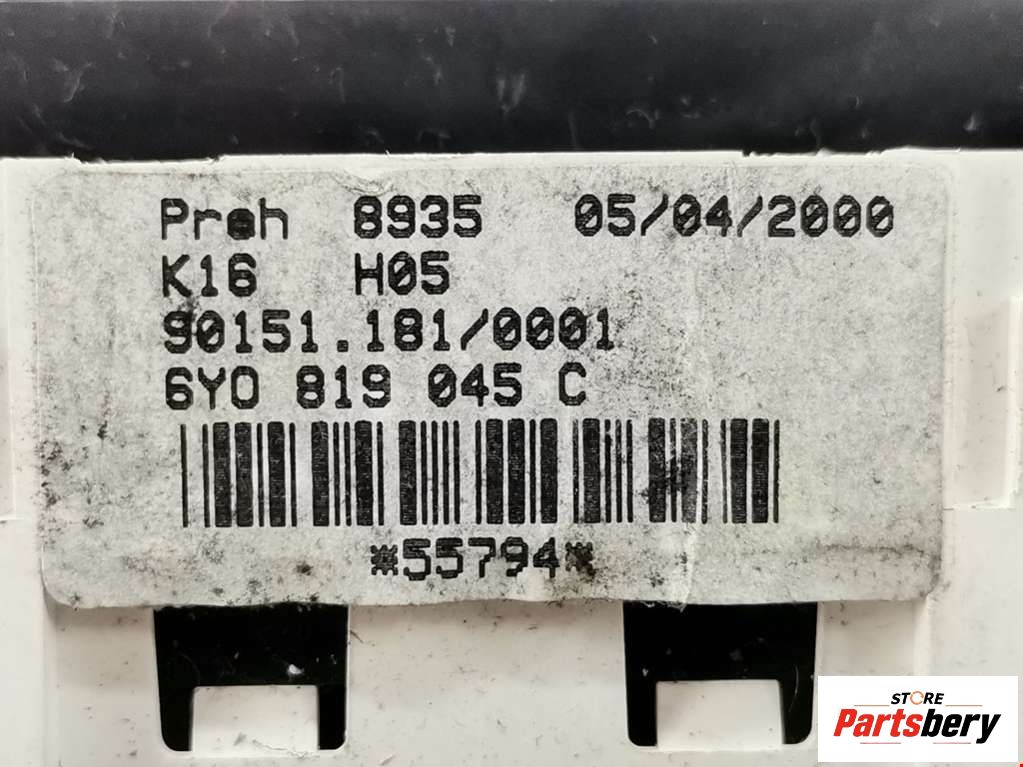 Preh 8935 05/04/2000
K16 H05
90151.181/0001
6Y0 819 045 C
*55794*
STORE
Partsbery